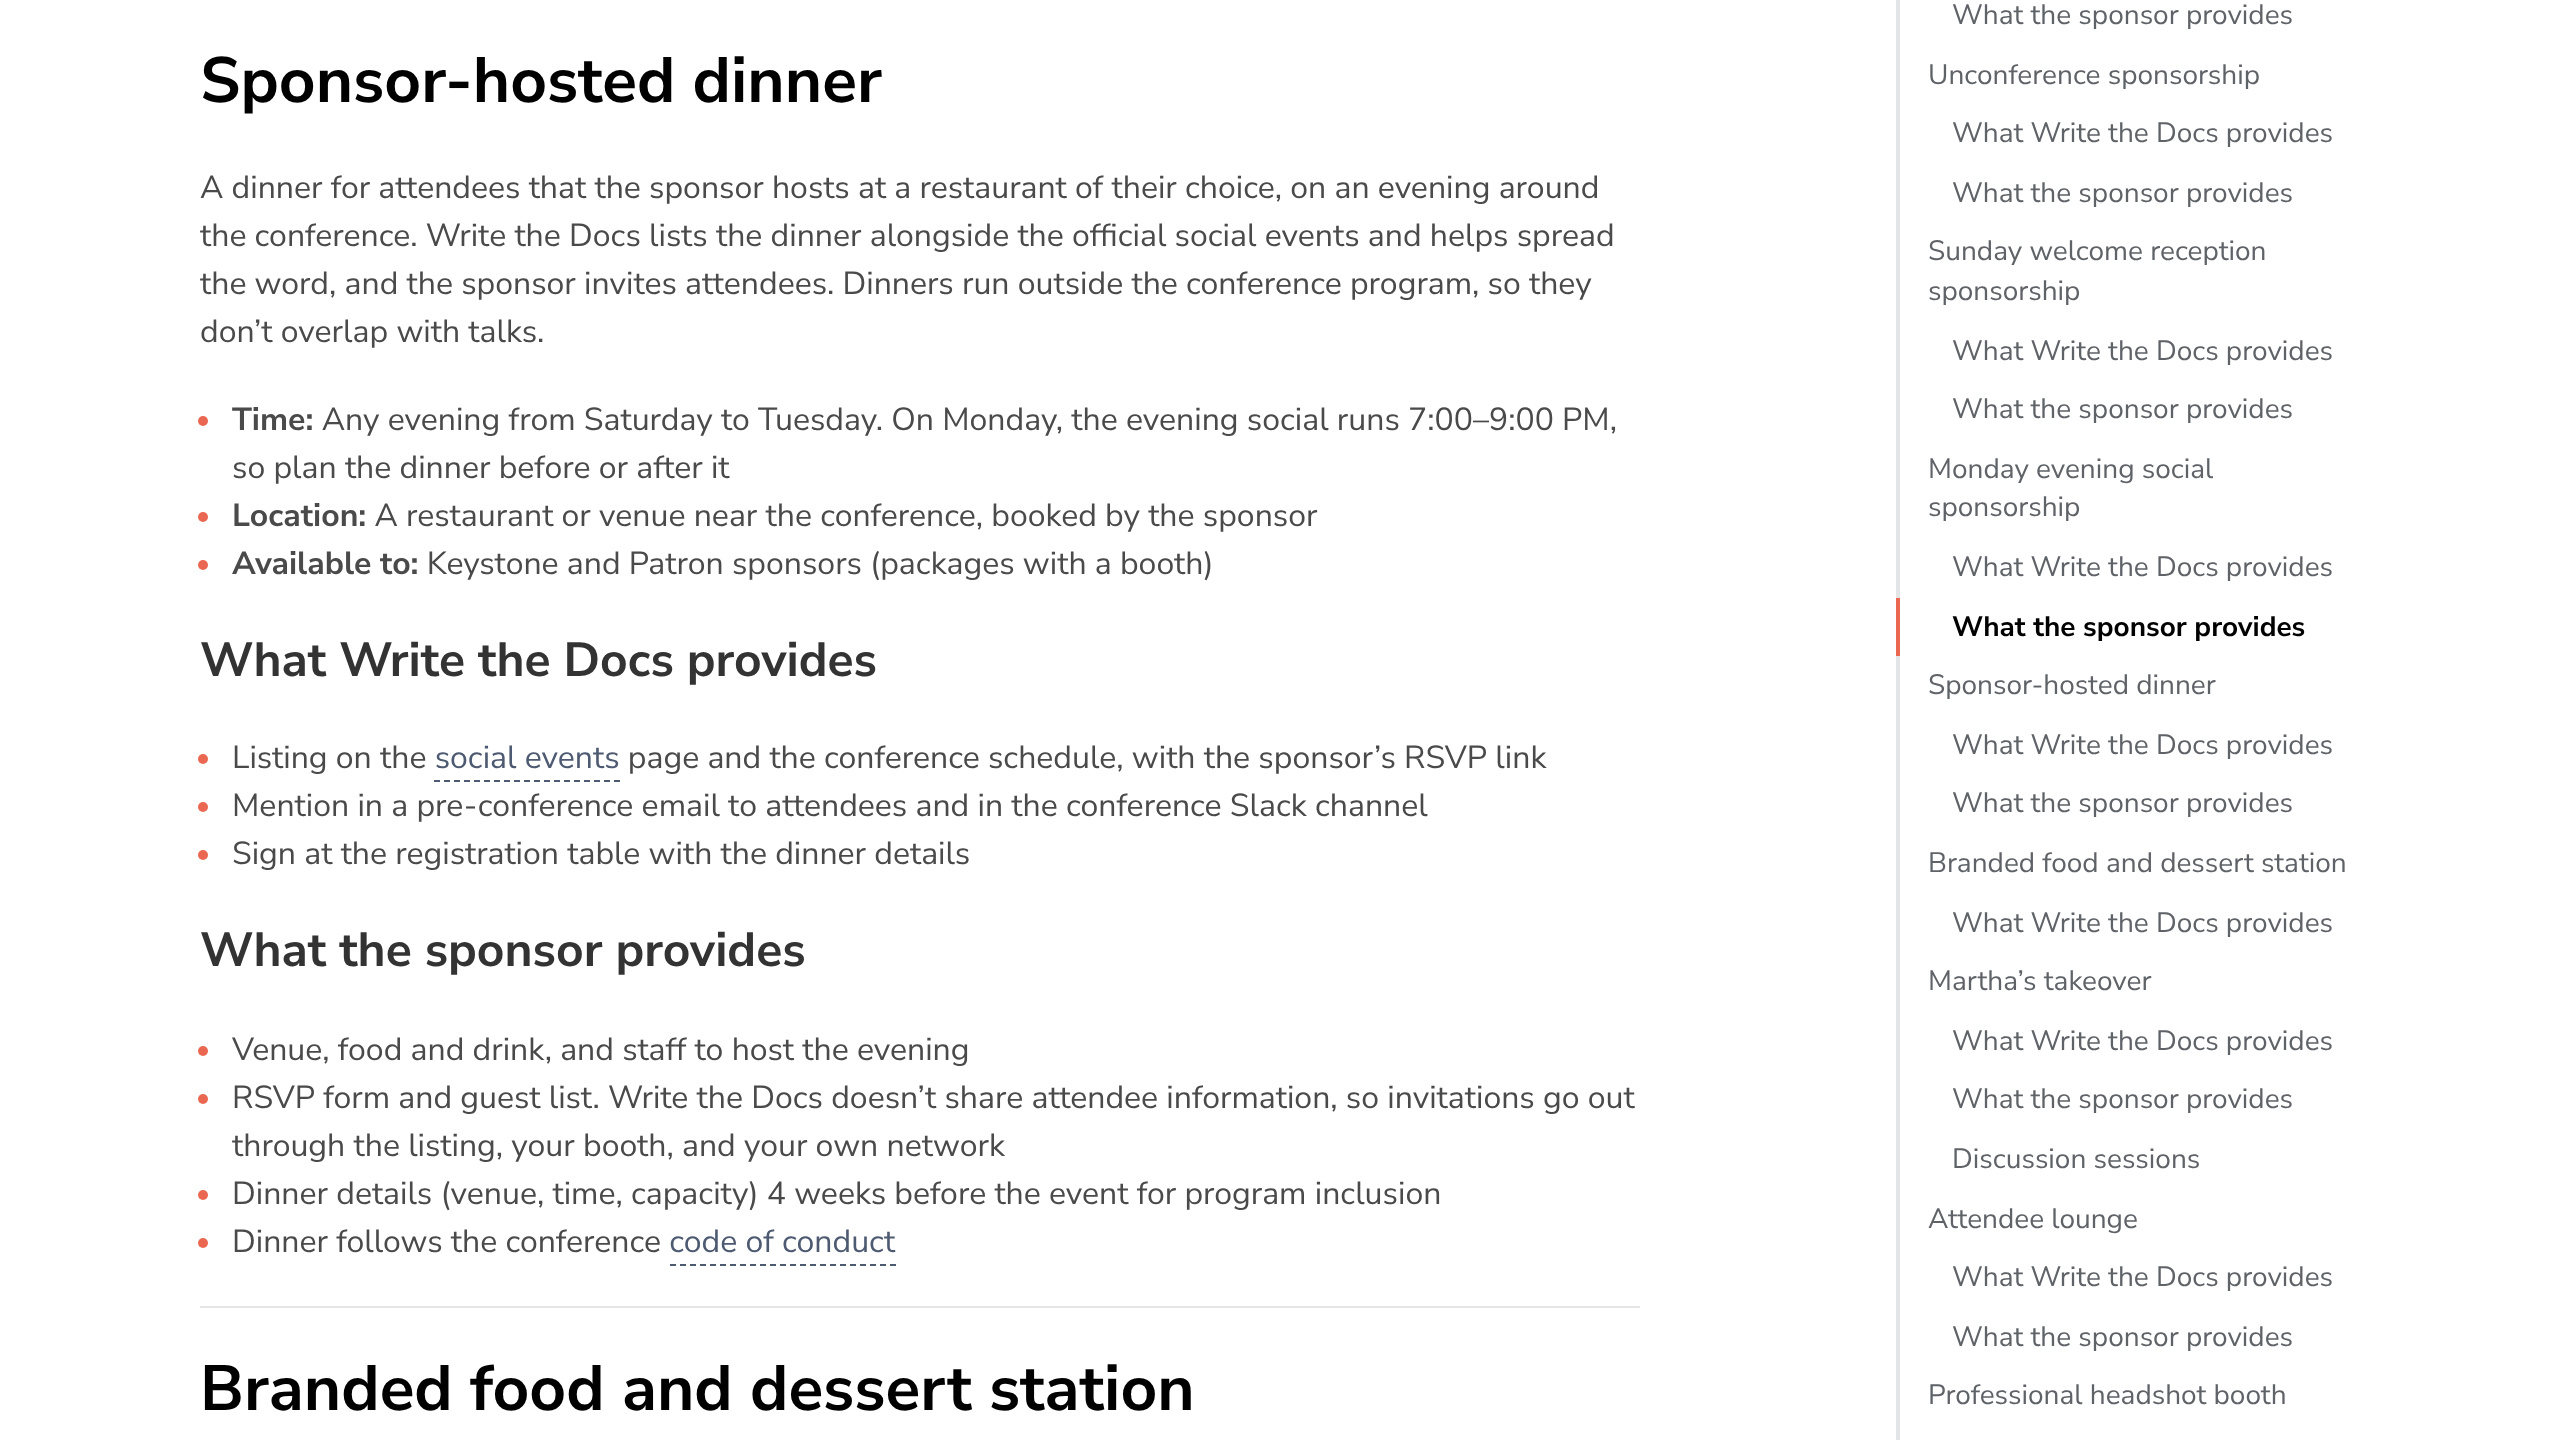 Sponsor-hosted dinner
A dinner for attendees that the sponsor hosts at a restaurant of their choice, on an evening around
the conference. Write the Docs lists the dinner alongside the official social events and helps spread
the word, and the sponsor invites attendees. Dinners run outside the conference program, so they
don’t overlap with talks.
Time: Any evening from Saturday to Tuesday. On Monday, the evening social runs 7:00–9:00 PM,
so plan the dinner before or after it
Location: A restaurant or venue near the conference, booked by the sponsor
Available to: Keystone and Patron sponsors (packages with a booth)
What Write the Docs provides
Listing on the social events page and the conference schedule, with the sponsor’s RSVP link
Mention in a pre-conference email to attendees and in the conference Slack channel
Sign at the registration table with the dinner details
What the sponsor provides
Venue, food and drink, and staff to host the evening
RSVP form and guest list. Write the Docs doesn’t share attendee information, so invitations go out
through the listing, your booth, and your own network
Dinner details (venue, time, capacity) 4 weeks before the event for program inclusion
Dinner follows the conference code of conduct
Branded food and dessert station
What the sponsor provides
Unconference sponsorship
What Write the Docs provides
What the sponsor provides
Sunday welcome reception
sponsorship
What Write the Docs provides
What the sponsor provides
Monday evening social
sponsorship
What Write the Docs provides
What the sponsor provides
Sponsor-hosted dinner
What Write the Docs provides
What the sponsor provides
Branded food and dessert station
What Write the Docs provides
Martha’s takeover
What Write the Docs provides
What the sponsor provides
Discussion sessions
Attendee lounge
What Write the Docs provides
What the sponsor provides
Professional headshot booth